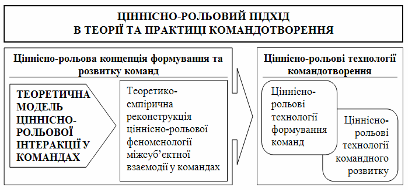 ЦІННІСНО-РОЛЬОВИЙ ПІДХІД
В ТЕОРІЇ ТА ПРАКТИЦІ КОМАНДОТВОРЕННЯ
Ціннісно-рольова концепція формування та
розвитку команд
ТЕОРЕТИЧНА
МОДЕЛЬ
ЦІННІСНО-
РОЛЬОВОЇ
ІНТЕРАКЦІЇ У
КОМАНДАХ
Теоретико-
емпірична
реконструкція
ціннісно-рольової
феноменології
міжсуб’єктної
взаємодії у командах
Ціннісно-рольові технології
командотворення
Ціннісно-
рольові
технології
формування
команд
Ціннісно-
рольові
технології
командного
розвитку